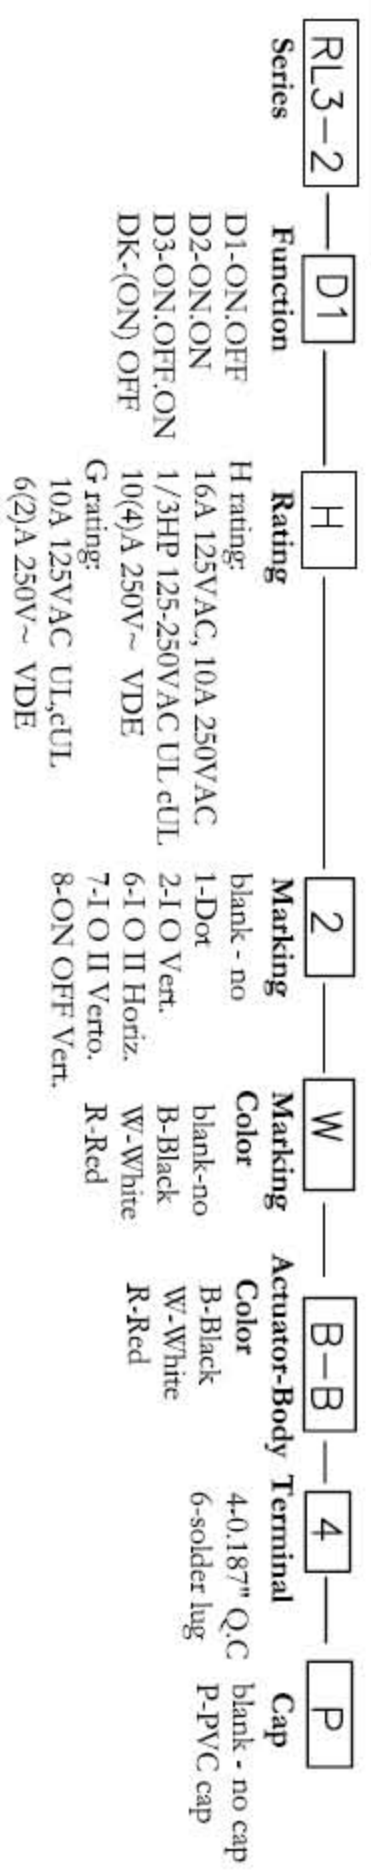 RL3-2 — D1 — H — 2 — W — B-B — 4 — P
Series
Function
D1-ON.OFF
D2-ON.ON
D3-ON.OFF.ON
DK-(ON) OFF
Rating
H rating:
16A 125VAC, 10A 250VAC
1/3HP 125-250VAC UL cUL
10(4)A 250V~ VDE
G rating:
10A 125VAC UL,cUL
6(2)A 250V~ VDE
Marking
blank - no
1-Dot
2-I O Vert.
6-I O II Horiz.
7-I O II Verto.
8-ON OFF Vert.
Marking
Color
blank-no
B-Black
W-White
R-Red
Actuator-Body
Color
B-Black
W-White
R-Red
Terminal
4-0.187" Q.C
6-solder lug
Cap
blank - no cap
P-PVC cap